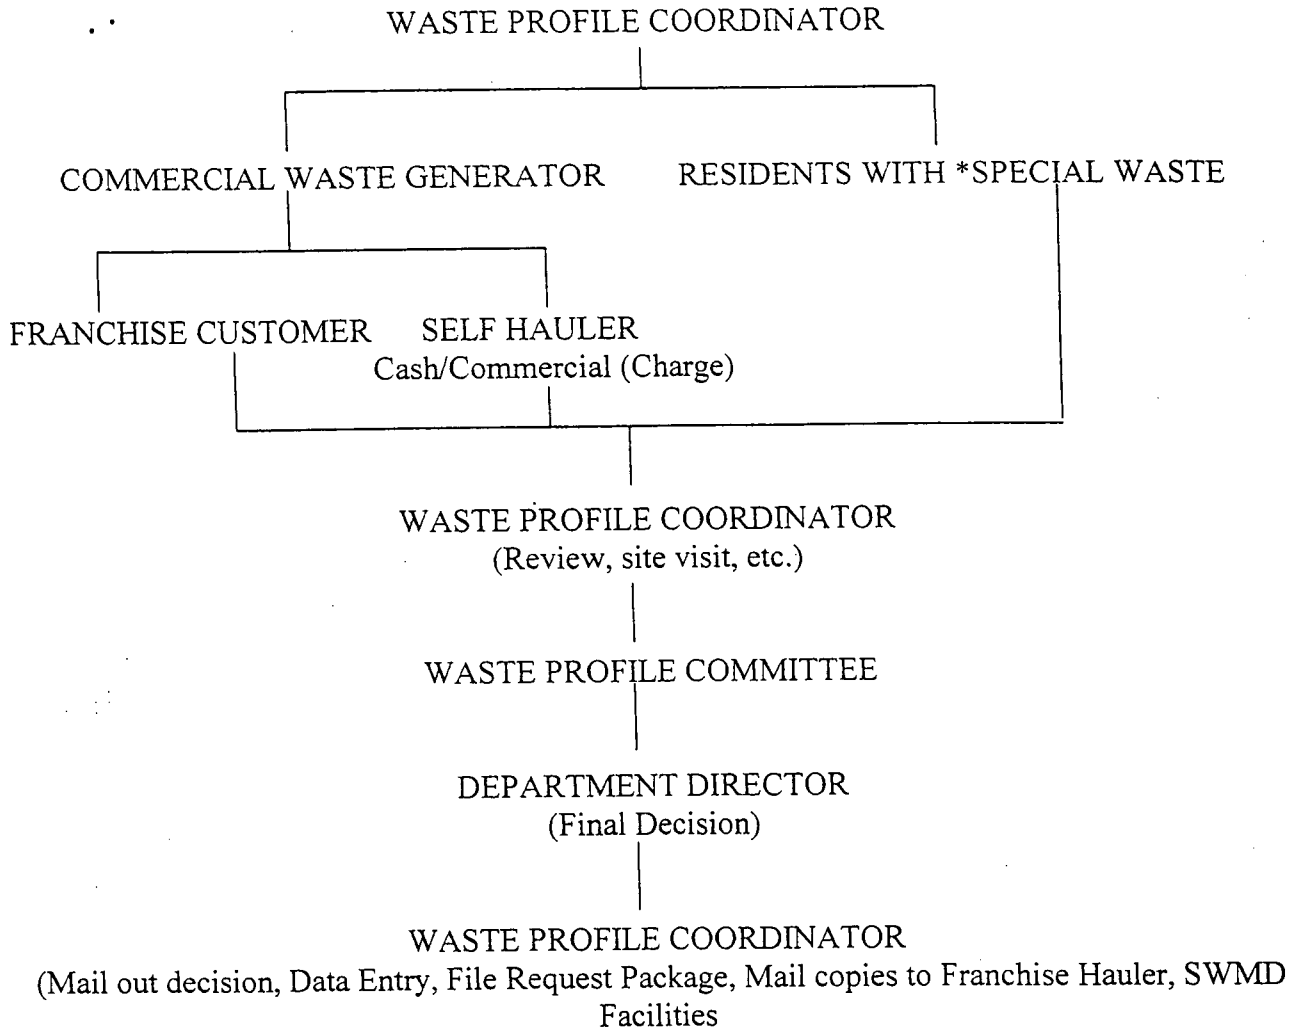 WASTE PROFILE COORDINATOR
COMMERCIAL WASTE GENERATOR
RESIDENTS WITH *SPECIAL WASTE
FRANCHISE CUSTOMER
SELF HAULER
Cash/Commercial (Charge)
WASTE PROFILE COORDINATOR
(Review, site visit, etc.)
WASTE PROFILE COMMITTEE
DEPARTMENT DIRECTOR
(Final Decision)
WASTE PROFILE COORDINATOR
(Mail out decision, Data Entry, File Request Package, Mail copies to Franchise Hauler, SWMD
Facilities